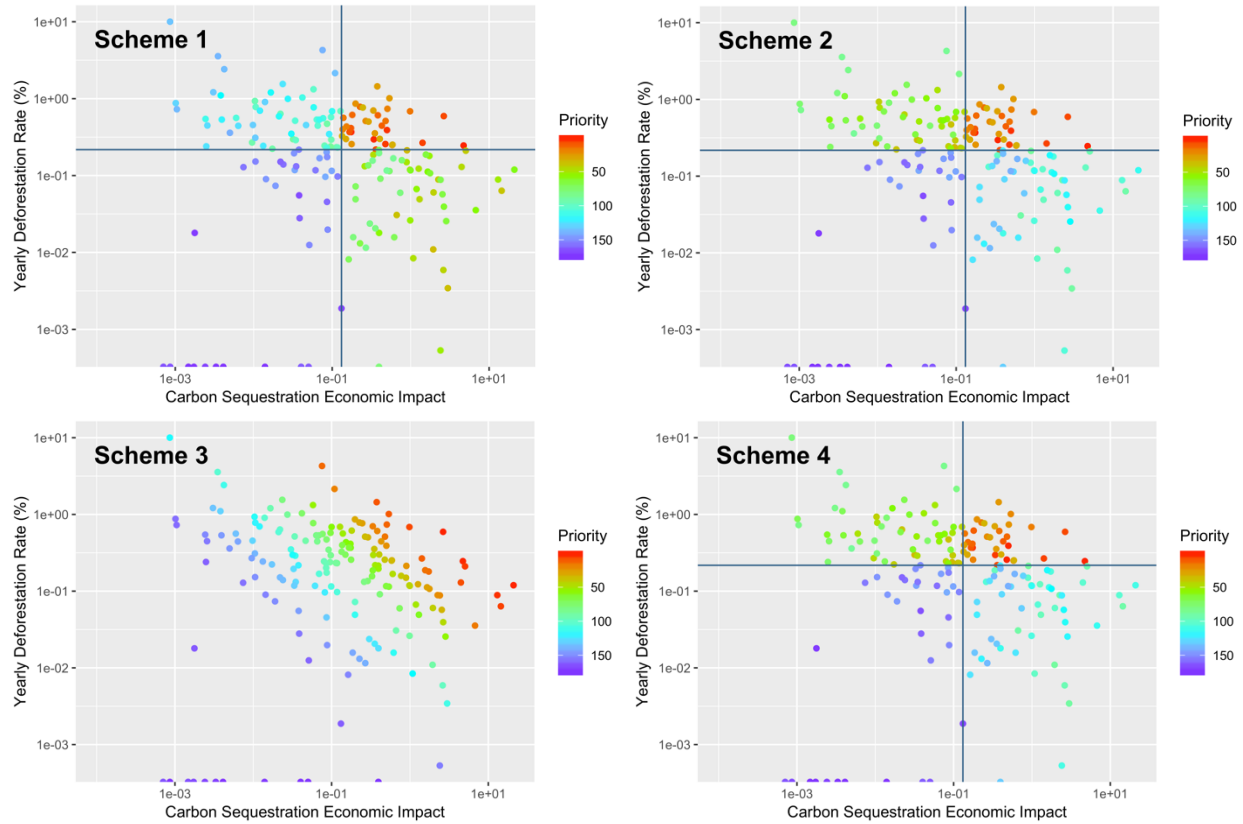 Scheme 1
Yearly Deforestation Rate (%)
1e+01
1e+00
1e-01
1e-02
1e-03
1e-03
1e-01
1e+01
Carbon Sequestration Economic Impact
Priority
50
100
150
Scheme 2
Yearly Deforestation Rate (%)
1e+01
1e+00
1e-01
1e-02
1e-03
1e-03
1e-01
1e+01
Carbon Sequestration Economic Impact
Priority
50
100
150
Scheme 3
Yearly Deforestation Rate (%)
1e+01
1e+00
1e-01
1e-02
1e-03
1e-03
1e-01
1e+01
Carbon Sequestration Economic Impact
Priority
50
100
150
Scheme 4
Yearly Deforestation Rate (%)
1e+01
1e+00
1e-01
1e-02
1e-03
1e-03
1e-01
1e+01
Carbon Sequestration Economic Impact
Priority
50
100
150